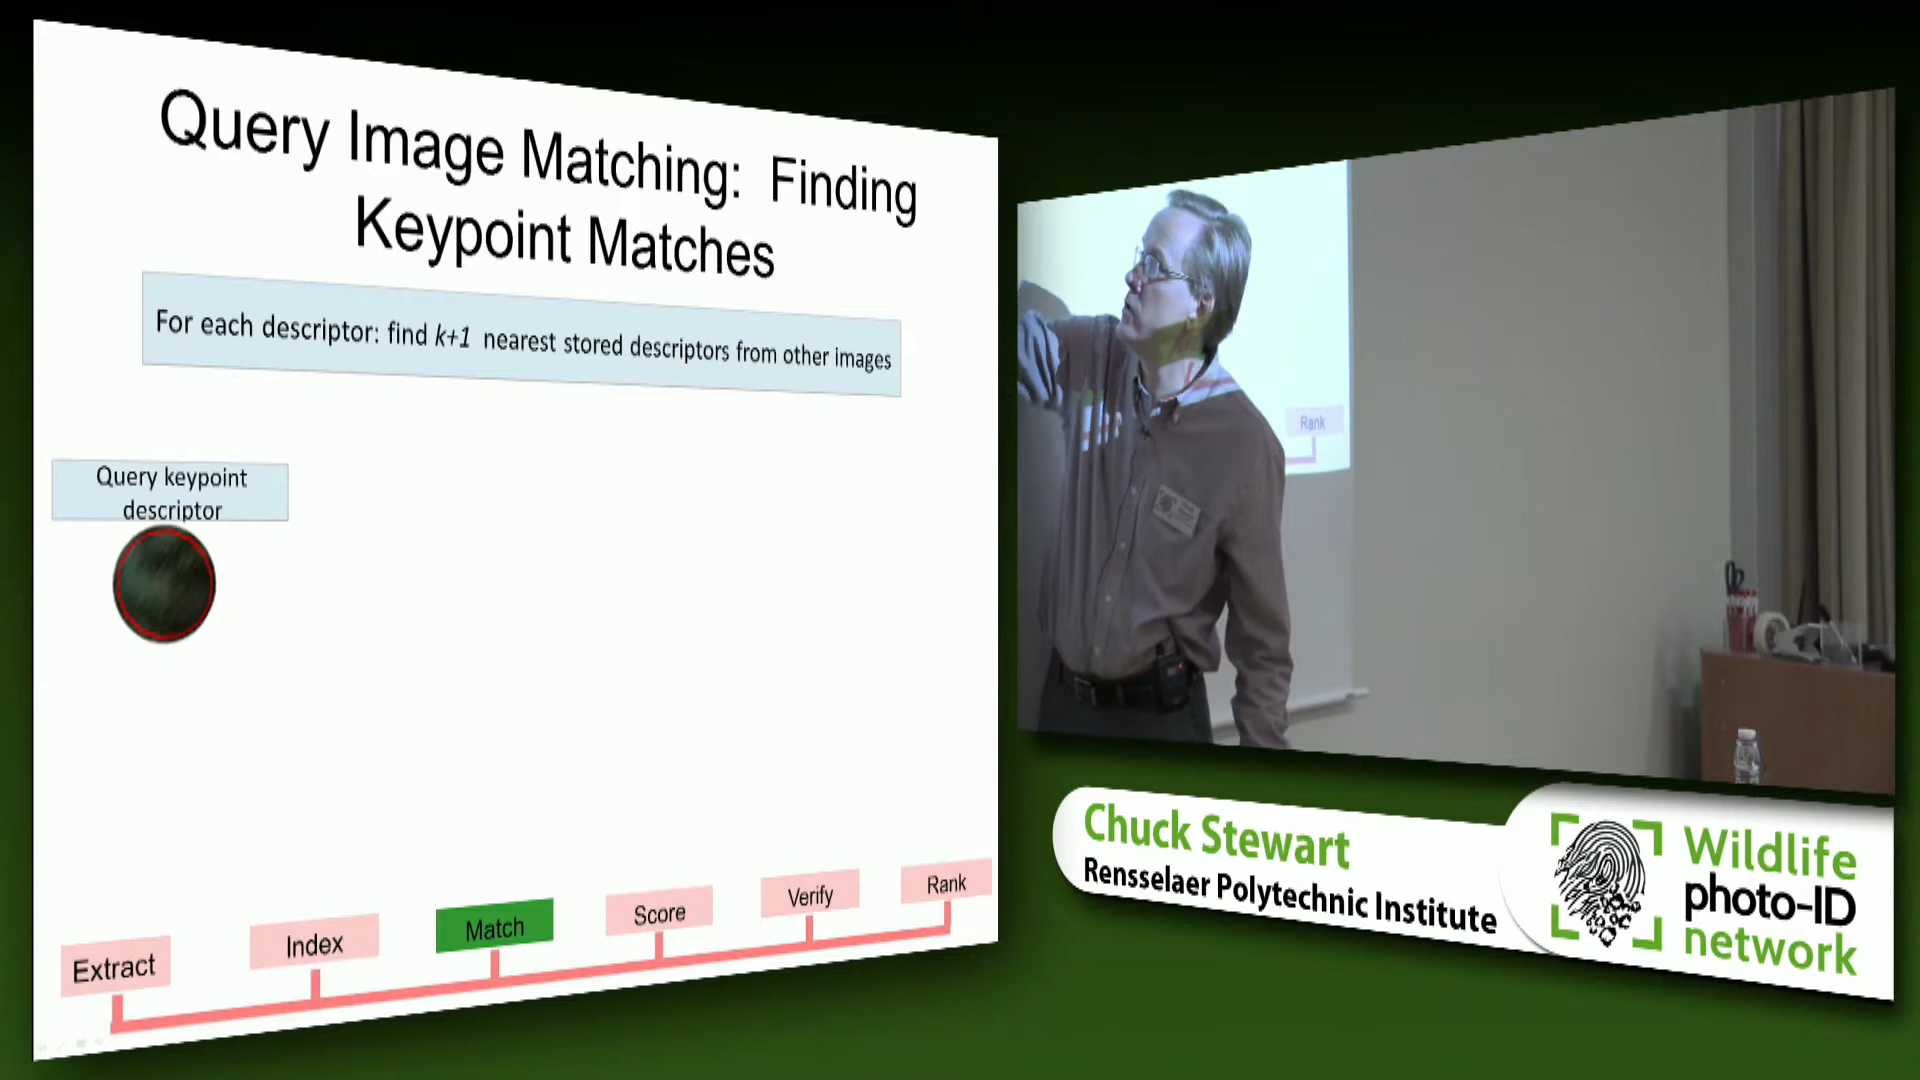 Query Image Matching: Finding
Keypoint Matches
For each descriptor: find k+1 nearest stored descriptors from other images
Query keypoint
descriptor
Extract
Index
Match
Score
Verify
Rank
Rank
Chuck Stewart
Rensselaer Polytechnic Institute
Wildlife
photo-ID
network